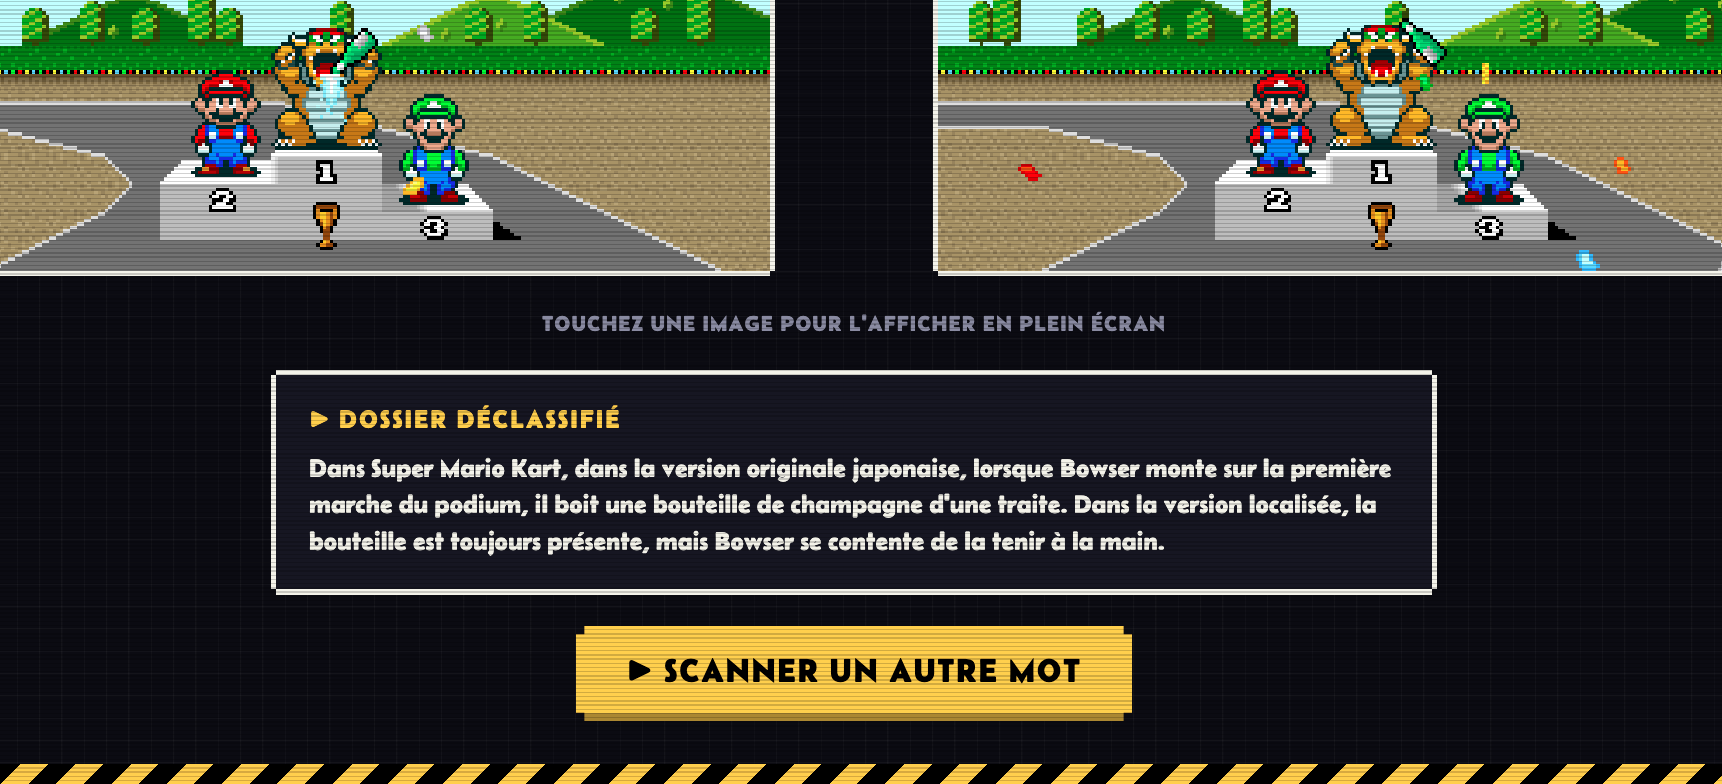 1
2
3
1
2
3
TOUCHEZ UNE IMAGE POUR L'AFFICHER EN PLEIN ÉCRAN
► DOSSIER DÉCLASSIFIÉ
Dans Super Mario Kart, dans la version originale japonaise, lorsque Bowser monte sur la première
marche du podium, il boit une bouteille de champagne d'une traite. Dans la version localisée, la
bouteille est toujours présente, mais Bowser se contente de la tenir à la main.
► SCANNER UN AUTRE MOT